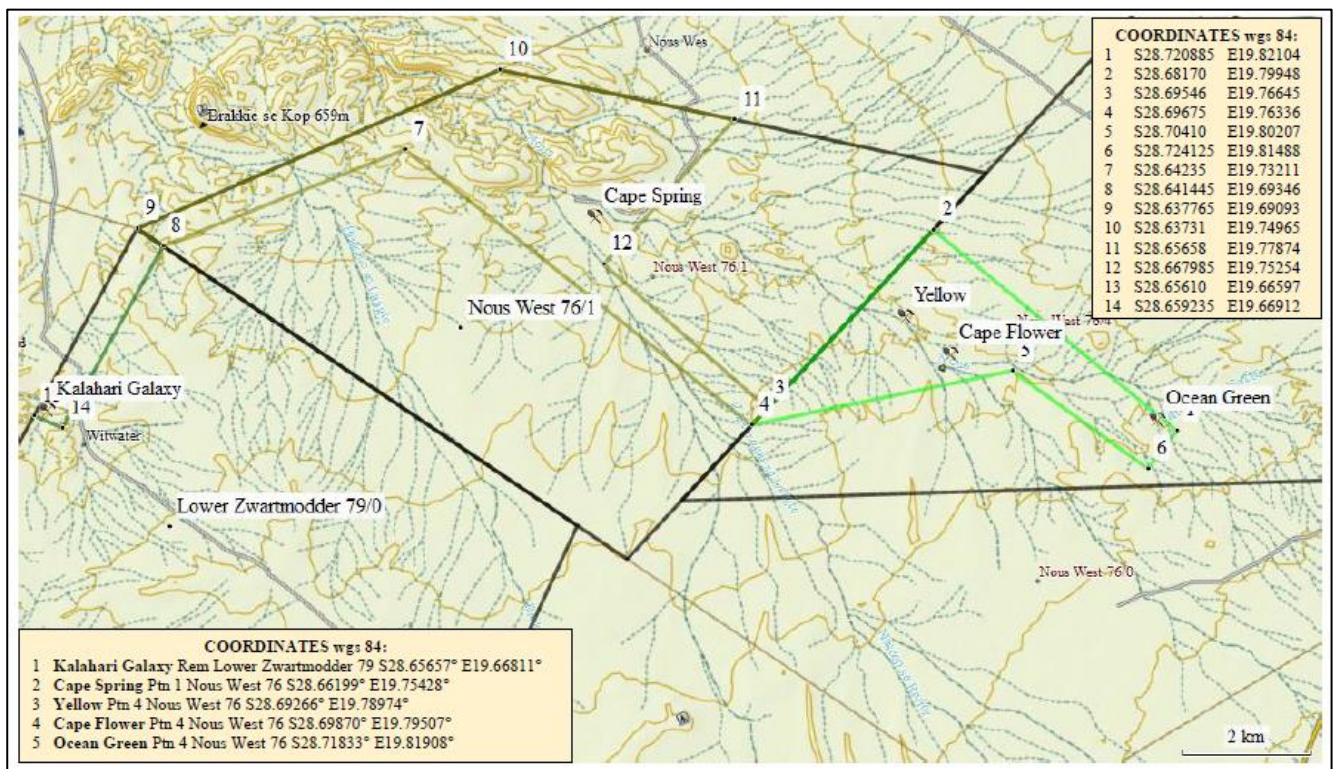 10
Nous Wes
COORDINATES wgs 84:
1 S28.720885 E19.82104
2 S28.68170 E19.79948
3 S28.69546 E19.76645
4 S28.69675 E19.76336
5 S28.70410 E19.80207
6 S28.724125 E19.81488
7 S28.64235 E19.73211
8 S28.641445 E19.69346
9 S28.637765 E19.69093
10 S28.63731 E19.74965
11 S28.65658 E19.77874
12 S28.667985 E19.75254
13 S28.65610 E19.66597
14 S28.659235 E19.66912
Erakkie se Kop 659m
11
7
Cape Spring
9
8
2
12
Nous West 76/1
Yellow
Nous West 76/1
Nous West 76/4
Cape Flower
5
3
Kalahari Galaxy
Ocean Green
14
4
Witwater
6
Lower Zwartmodder 79/0
Nous West 76/0
COORDINATES wgs 84:
1 Kalahari Galaxy Rem Lower Zwartmodder 79 S28.65657° E19.66811°
2 Cape Spring Ptn 1 Nous West 76 S28.66199° E19.75428°
3 Yellow Ptn 4 Nous West 76 S28.69266° E19.78974°
4 Cape Flower Ptn 4 Nous West 76 S28.69870° E19.79507°
5 Ocean Green Ptn 4 Nous West 76 S28.71833° E19.81908°
2 km